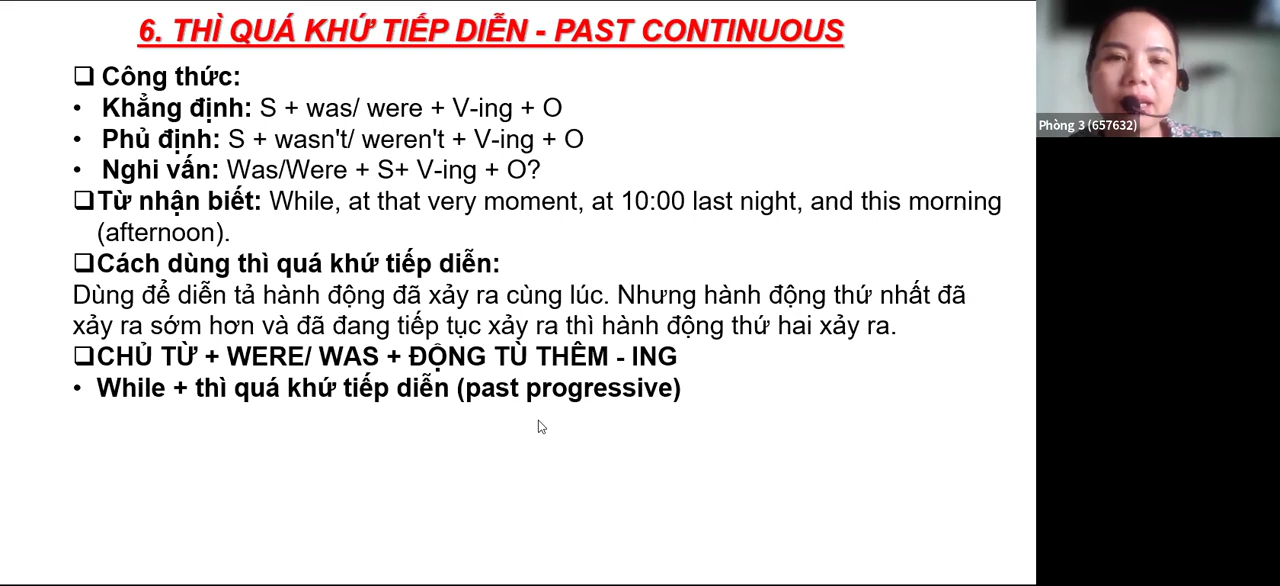 6. THÌ QUÁ KHỨ TIẾP DIỄN - PAST CONTINUOUS
❑ Công thức:
• Khẳng định: S + was/ were + V-ing + O
• Phủ định: S + wasn't/ weren't + V-ing + O
• Nghi vấn: Was/Were + S+ V-ing + O?
❑Từ nhận biết: While, at that very moment, at 10:00 last night, and this morning
(afternoon).
❑Cách dùng thì quá khứ tiếp diễn:
Dùng để diễn tả hành động đã xảy ra cùng lúc. Nhưng hành động thứ nhất đã
xảy ra sớm hơn và đã đang tiếp tục xảy ra thì hành động thứ hai xảy ra.
❑CHỦ TỪ + WERE/ WAS + ĐỘNG TÙ THÊM - ING
• While + thì quá khứ tiếp diễn (past progressive)
Phòng 3 (657632)